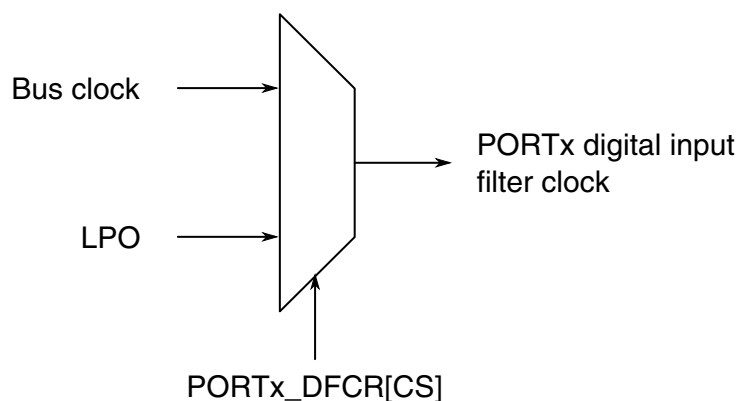 Bus clock
PORTx digital input
filter clock
LPO
PORTx_DFCR[CS]